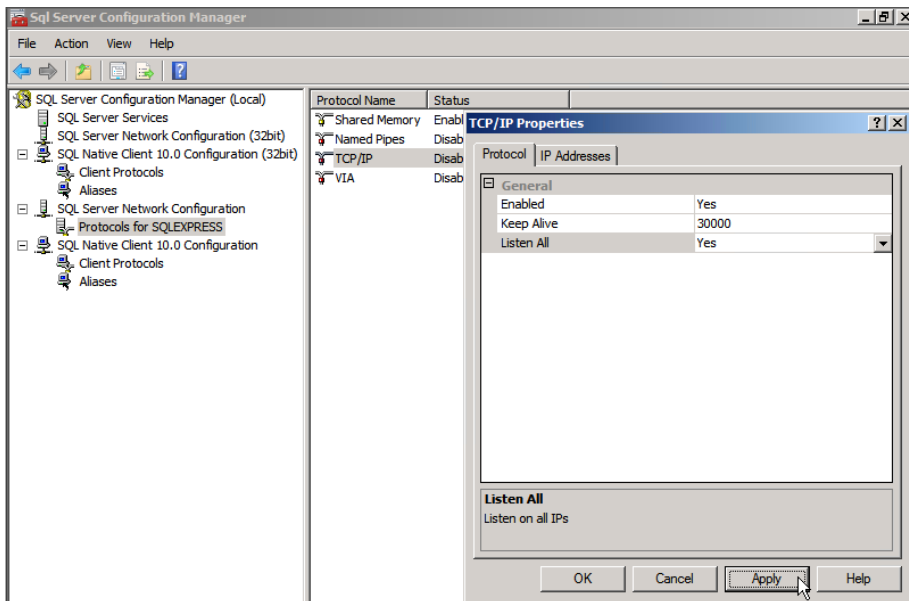 Sql Server Configuration Manager
File Action View Help
SQL Server Configuration Manager (Local)
SQL Server Services
SQL Server Network Configuration (32bit)
SQL Native Client 10.0 Configuration (32bit)
Client Protocols
Aliases
SQL Server Network Configuration
Protocols for SQLEXPRESS
SQL Native Client 10.0 Configuration
Client Protocols
Aliases
Protocol Name Status
Shared Memory Enabl
Named Pipes Disab
TCP/IP Disab
VIA Disab
TCP/IP Properties
Protocol IP Addresses
General
Enabled Yes
Keep Alive 30000
Listen All Yes
Listen All
Listen on all IPs
OK Cancel Apply Help